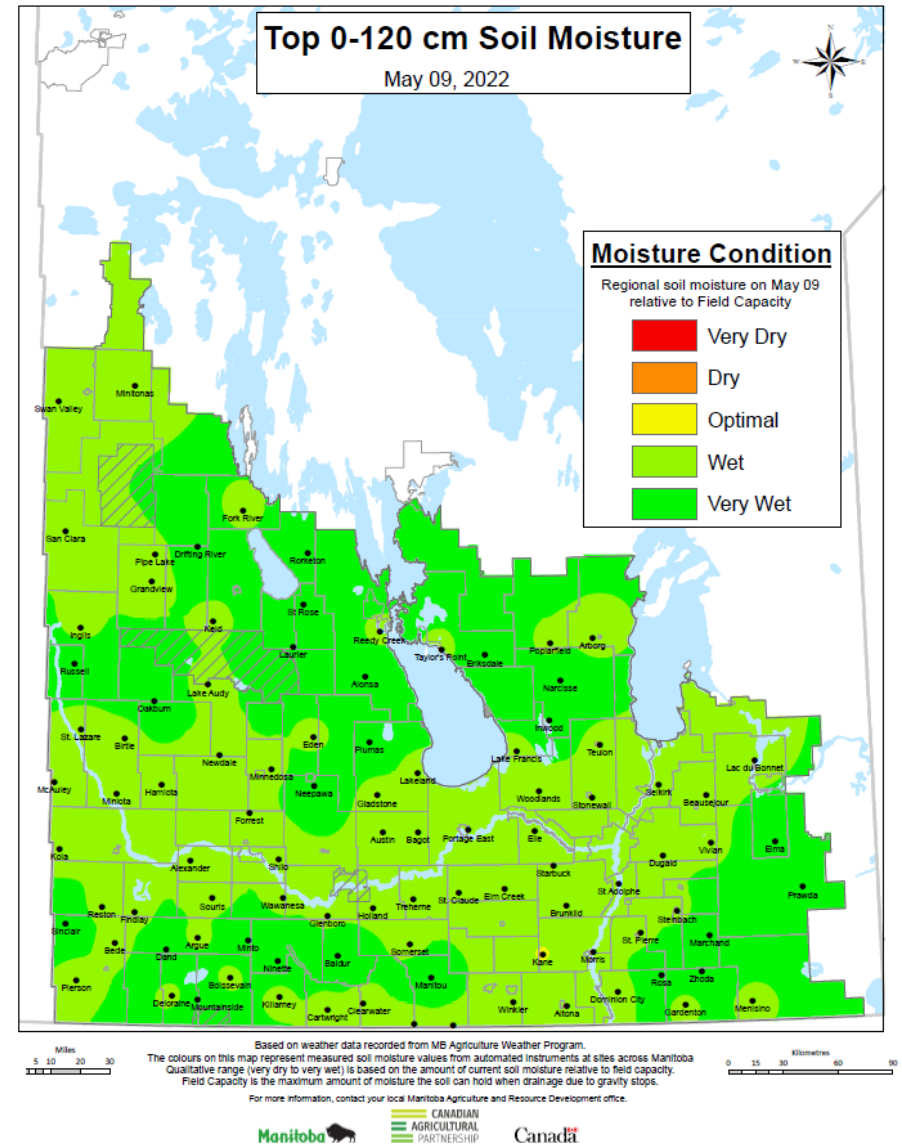 Top 0-120 cm Soil Moisture
May 09, 2022
N
W
E
S
Moisture Condition
Regional soil moisture on May 09
relative to Field Capacity
Very Dry
Dry
Optimal
Wet
Very Wet
Minitonas
Swan Valley
Fork River
San Clara
Drifting River
Pipe Lake
Rorketon
Grandview
St Rose
Keld
Inglis
Reedy Creek
Arborg
Poplarfield
Laurier
Taylor's Point
Eriksdale
Russell
Alonsa
Narcisse
Lake Audy
Oakburn
Inwood
St. Lazare
Birtle
Eden
Plumas
Teulon
Lake Francis
Newdale
Lac du Bonnet
Minnedosa
Lakeland
McAuley
Hamiota
Neepawa
Selkirk
Miniota
Gladstone
Woodlands
Stonewall
Beausejour
Forrest
Austin
Bagot
Portage East
Elie
Vivian
Elma
Kola
Alexander
Shilo
Dugald
Starbuck
St Adolphe
Prawda
Souris
Wawanesa
Treherne
St. Claude
Elm Creek
Reston
Findlay
Holland
Brunkild
Steinbach
Glenboro
Sinclair
St. Pierre
Marchand
Argue
Minto
Bede
Dand
Somerset
Baldur
Kane
Morris
Ninette
Pierson
Boissevain
Manitou
Rosa
Zhoda
Deloraine
Mountainside
Killarney
Dominion City
Cartwright
Clearwater
Winkler
Altona
Gardenton
Menisino
Miles
5 10 20 30
Based on weather data recorded from MB Agriculture Weather Program.
The colours on this map represent measured soil moisture values from automated instruments at sites across Manitoba
Qualitative range (very dry to very wet) is based on the amount of current soil moisture relative to field capacity.
Field Capacity is the maximum amount of moisture the soil can hold when drainage due to gravity stops.
For more information, contact your local Manitoba Agriculture and Resource Development office.
Kilometres
0 15 30 60 90
Manitoba
CANADIAN
AGRICULTURAL
PARTNERSHIP
Canada